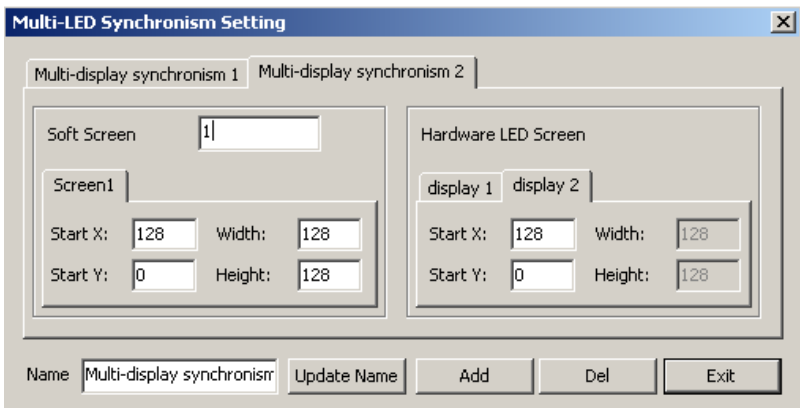 Multi-LED Synchronism Setting
Multi-display synchronism 1 Multi-display synchronism 2
Soft Screen 1
Screen1
Start X: 128 Width: 128
Start Y: 0 Height: 128
Hardware LED Screen
display 1 display 2
Start X: 128 Width: 128
Start Y: 0 Height: 128
Name Multi-display synchronism Update Name Add Del Exit